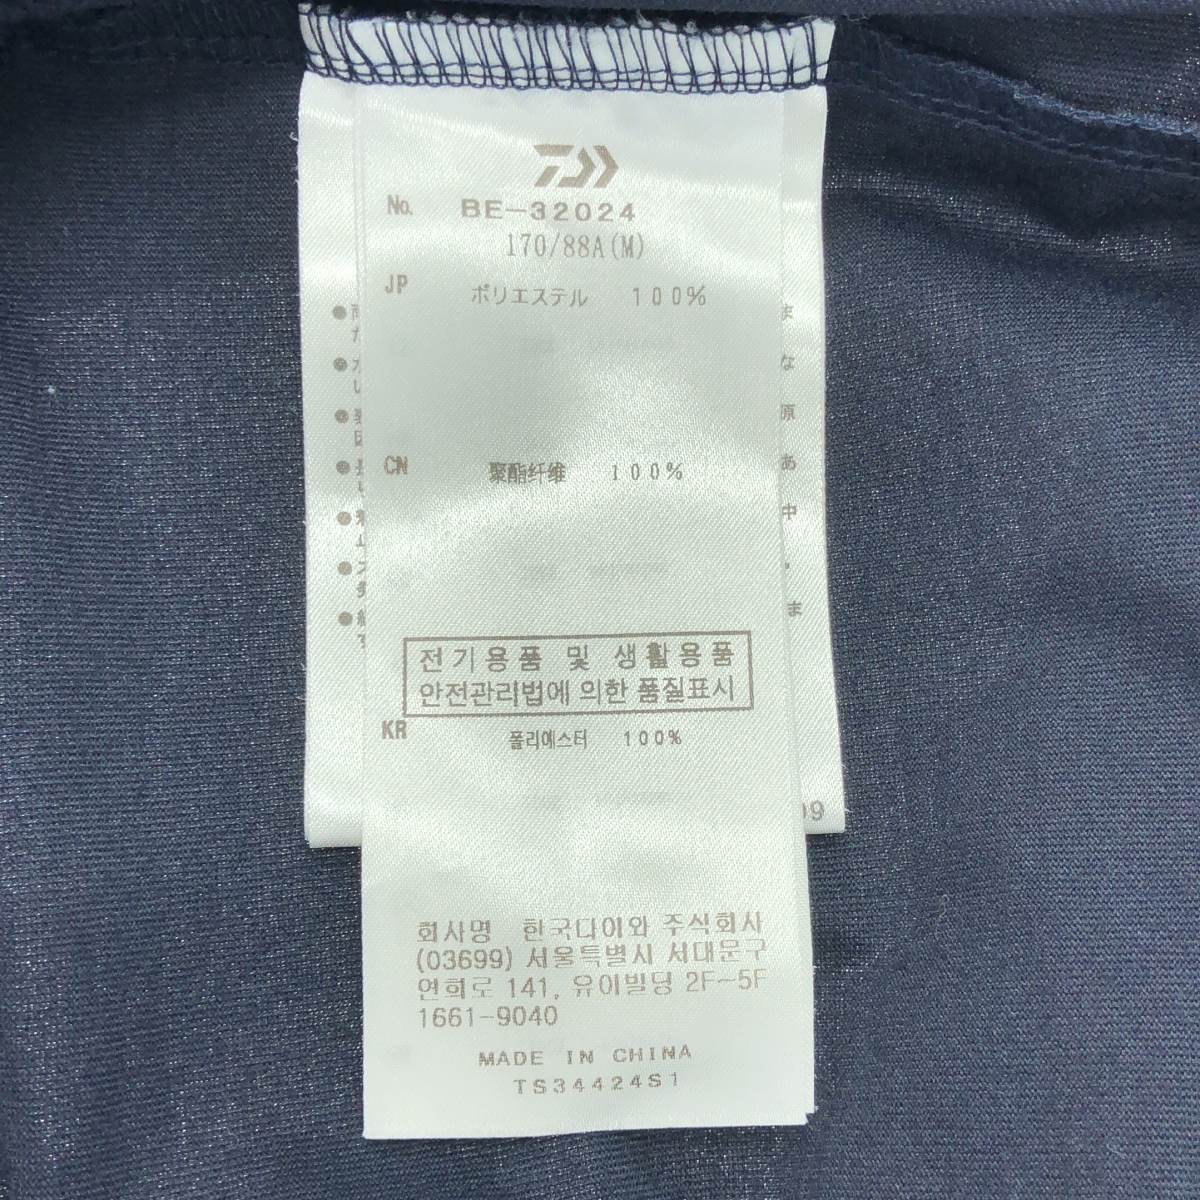 No. BE-32024
170/88A(M)
JP ポリエステル 100%
CN 聚酯纤维 100%
전기용품 및 생활용품
안전관리법에 의한 품질표시
KR 폴리에스터 100%
회사명 한국다이와 주식회사
(03699) 서울특별시 서대문구
연희로 141, 유이빌딩 2F-5F
1661-9040
MADE IN CHINA
TS34424S1